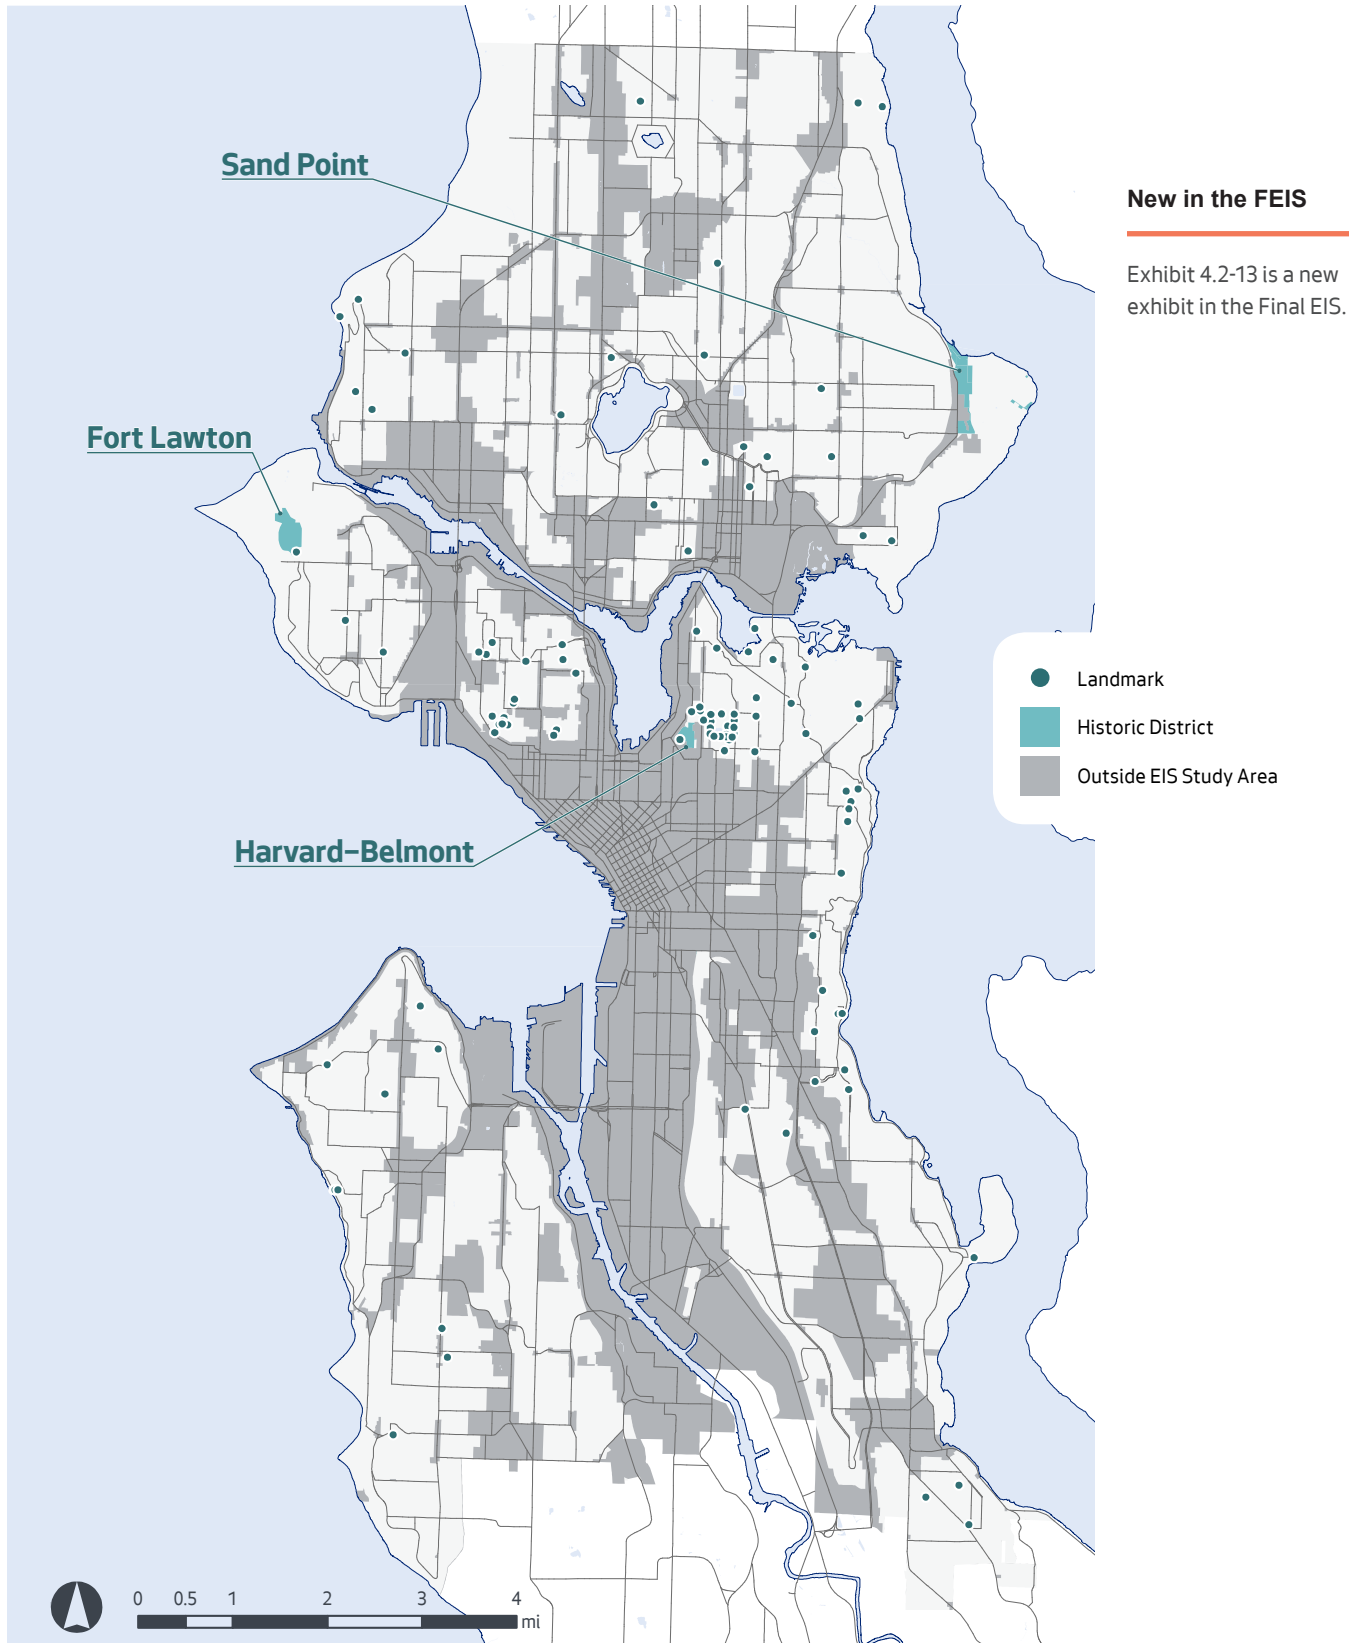 Sand Point
New in the FEIS
Exhibit 4.2-13 is a new
exhibit in the Final EIS.
Fort Lawton
Landmark
Historic District
Outside EIS Study Area
Harvard–Belmont
0 0.5 1 2 3 4
mi